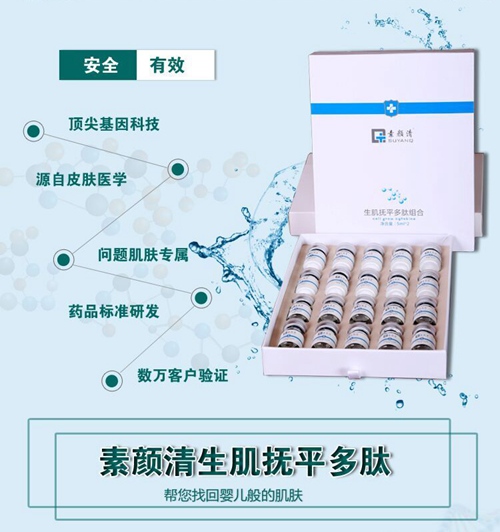 安全 有效
顶尖基因科技
源自皮肤医学
问题肌肤专属
药品标准研发
数万客户验证
素颜清
生肌抚平多肽组合
素颜清生肌抚平多肽
帮您找回婴儿般的肌肤